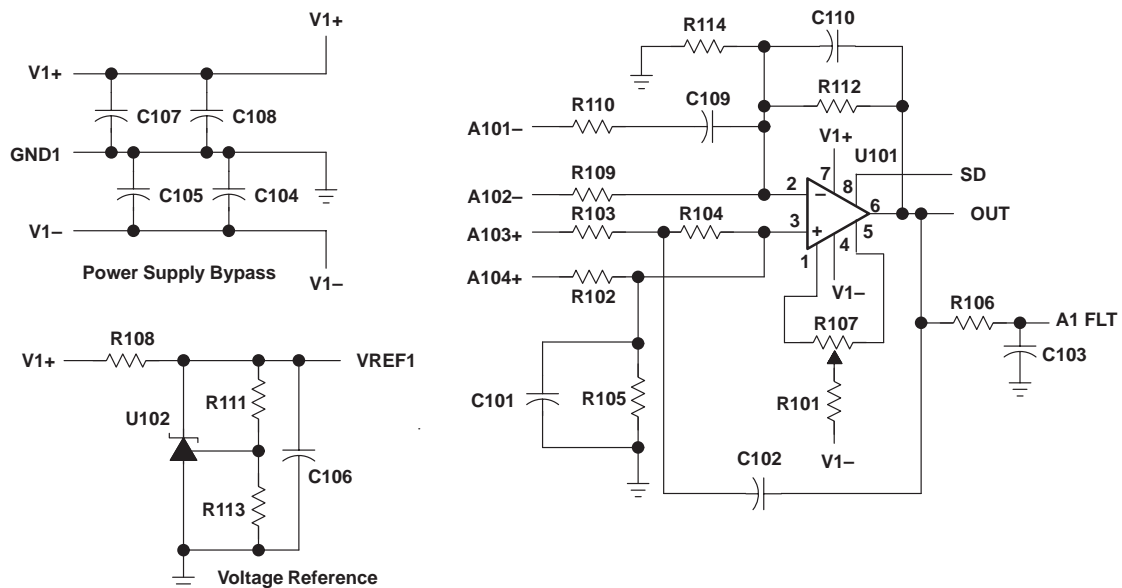 V1+
V1+
C107
C108
GND1
C105
C104
V1–
Power Supply Bypass
V1–
R108
V1+
VREF1
R111
U102
C106
R113
Voltage Reference
C110
R114
R112
C109
R110
A101–
V1+
U101
7
8
R109
2
–
SD
A102–
6
R103
R104
3
OUT
A103+
+
5
4
1
A104+
R102
V1–
R106
A1 FLT
R107
C103
C101
R105
R101
V1–
C102